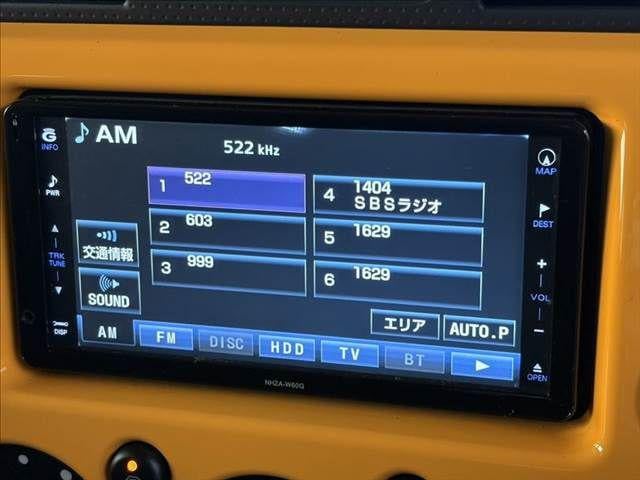 G
INFO
♪ AM
522 kHz
MAP
PWR
1 522
4 1404
SBSラジオ
DEST
2 603
5 1629
TRK
TUNE
交通情報
3 999
6 1629
+
VOL
-
SOUND
エリア
AUTO.P
DISP
AM
FM
DISC
HDD
TV
BT
OPEN
NHZA-W60G